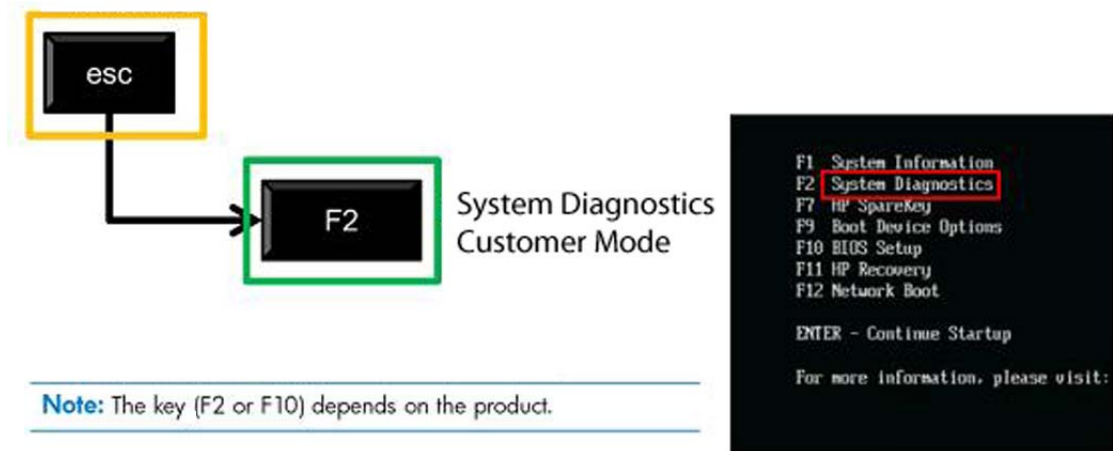 esc
F2
System Diagnostics
Customer Mode
Note: The key (F2 or F10) depends on the product.
F1 System Information
F2 System Diagnostics
F7 HP SpareKey
F9 Boot Device Options
F10 BIOS Setup
F11 HP Recovery
F12 Network Boot
ENTER - Continue Startup
For more information, please visit: